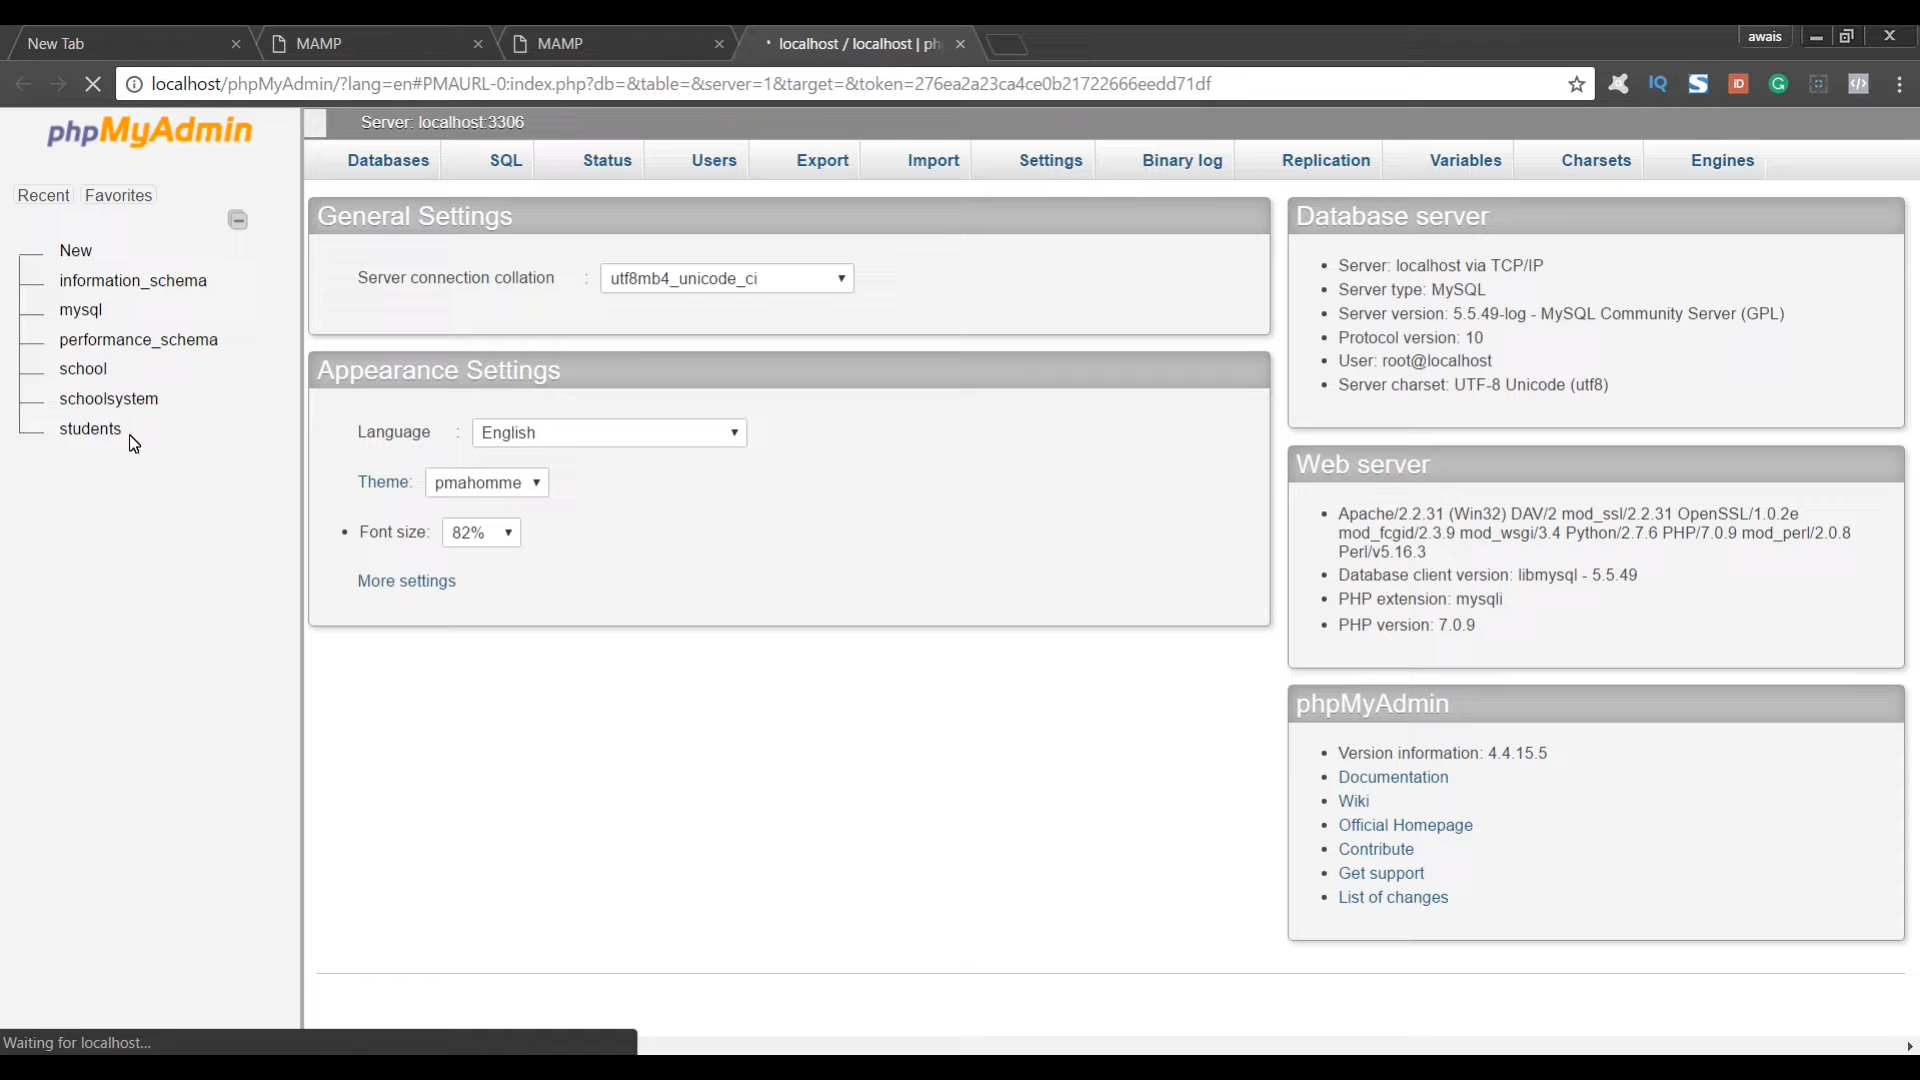 New Tab
MAMP
MAMP
localhost / localhost | ph
awais
localhost/phpMyAdmin/?lang=en#PMAURL-0:index.php?db=&table=&server=1&target=&token=276ea2a23ca4ce0b21722666eedd71df
IQ
S
iD
G
</>
phpMyAdmin
Recent Favorites
New
information_schema
mysql
performance_schema
school
schoolsystem
students
Server: localhost:3306
Databases SQL Status Users Export Import Settings Binary log Replication Variables Charsets Engines
General Settings
Server connection collation : utf8mb4_unicode_ci
Appearance Settings
Language : English
Theme: pmahomme
• Font size: 82%
More settings
Database server
• Server: localhost via TCP/IP
• Server type: MySQL
• Server version: 5.5.49-log - MySQL Community Server (GPL)
• Protocol version: 10
• User: root@localhost
• Server charset: UTF-8 Unicode (utf8)
Web server
• Apache/2.2.31 (Win32) DAV/2 mod_ssl/2.2.31 OpenSSL/1.0.2e
mod_fcgid/2.3.9 mod_wsgi/3.4 Python/2.7.6 PHP/7.0.9 mod_perl/2.0.8
Perl/v5.16.3
• Database client version: libmysql - 5.5.49
• PHP extension: mysqli
• PHP version: 7.0.9
phpMyAdmin
• Version information: 4.4.15.5
• Documentation
• Wiki
• Official Homepage
• Contribute
• Get support
• List of changes
Waiting for localhost...